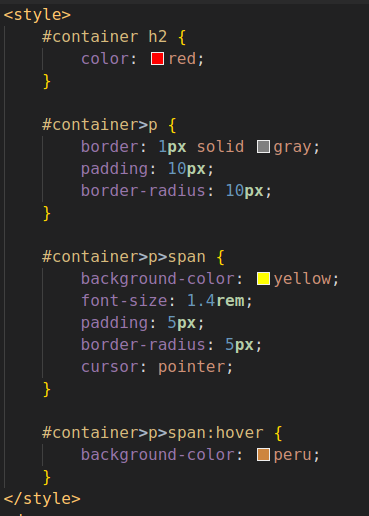 <style>
    #container h2 {
        color: red;
    }

    #container>p {
        border: 1px solid gray;
        padding: 10px;
        border-radius: 10px;
    }

    #container>p>span {
        background-color: yellow;
        font-size: 1.4rem;
        padding: 5px;
        border-radius: 5px;
        cursor: pointer;
    }

    #container>p>span:hover {
        background-color: peru;
    }
</style>